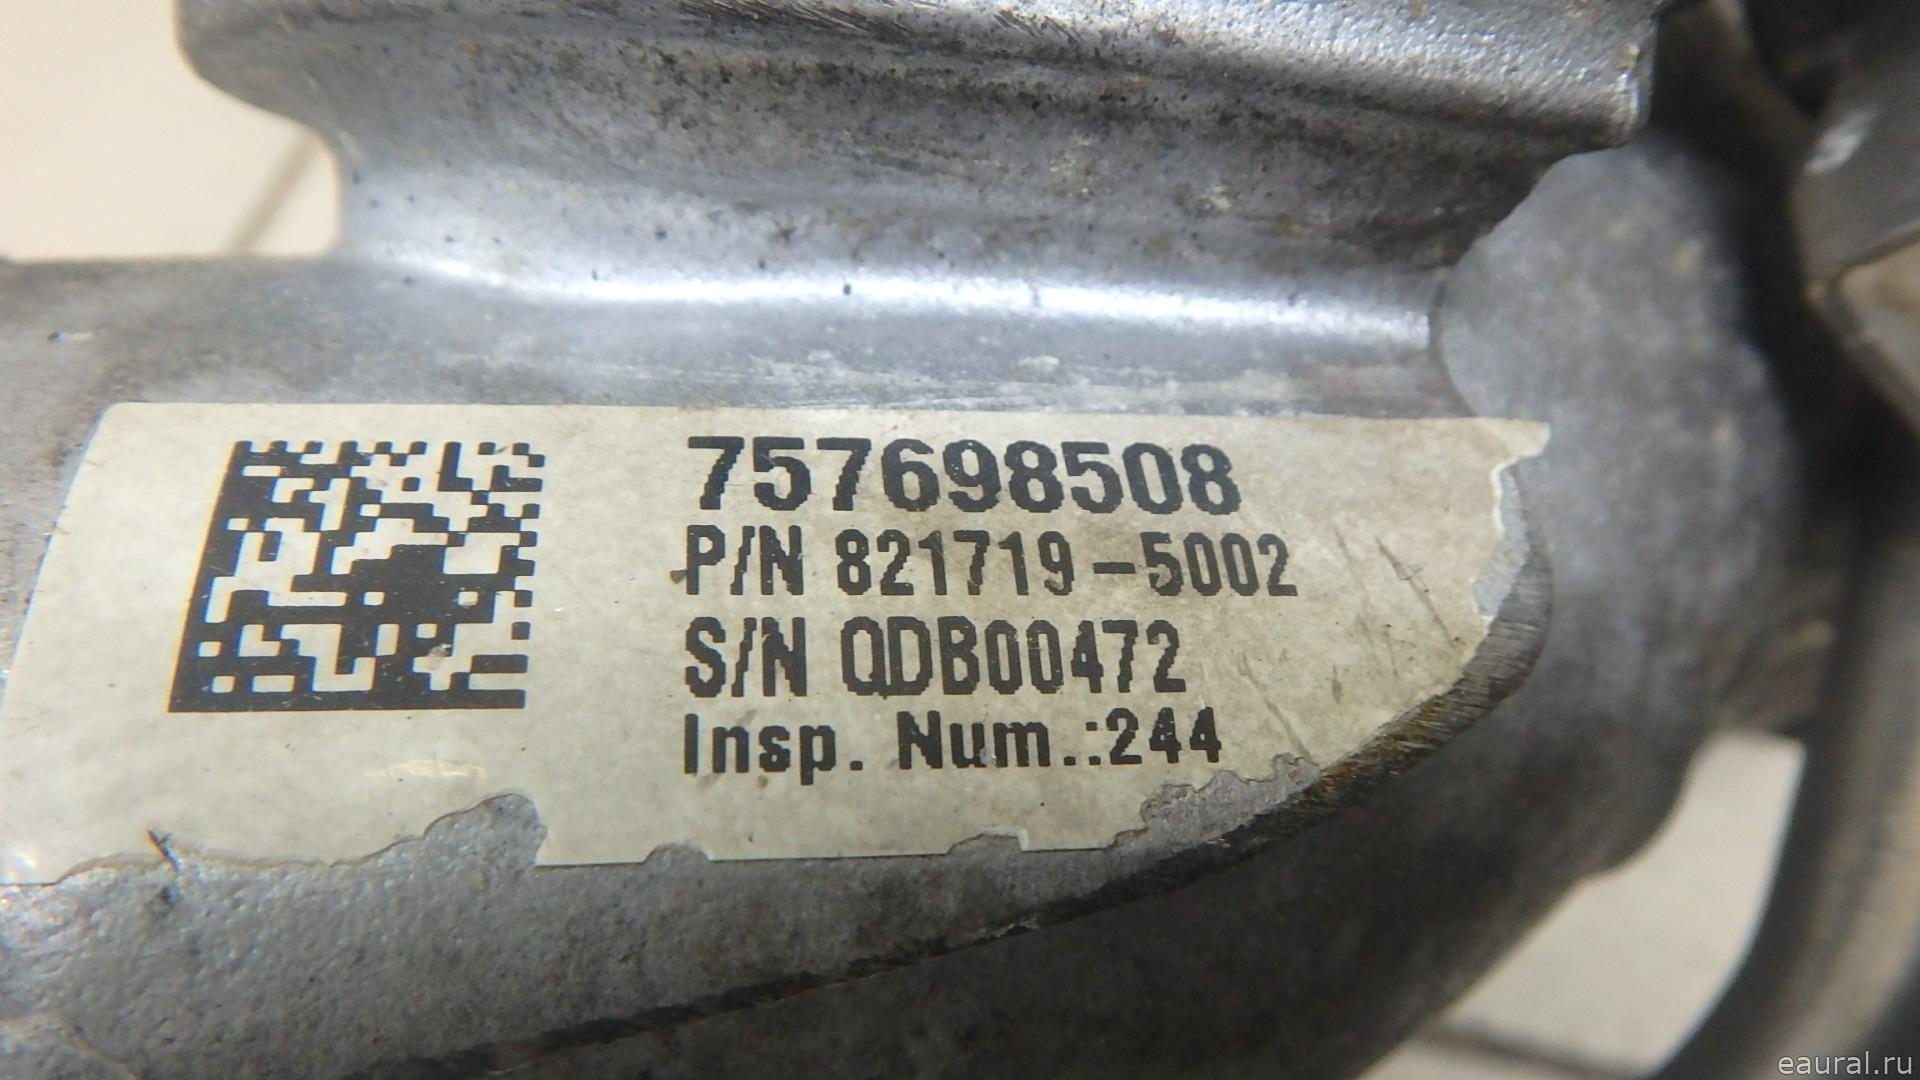 757698508
P/N 821719-5002
S/N QDB00472
Insp. Num.:244
eaural.ru